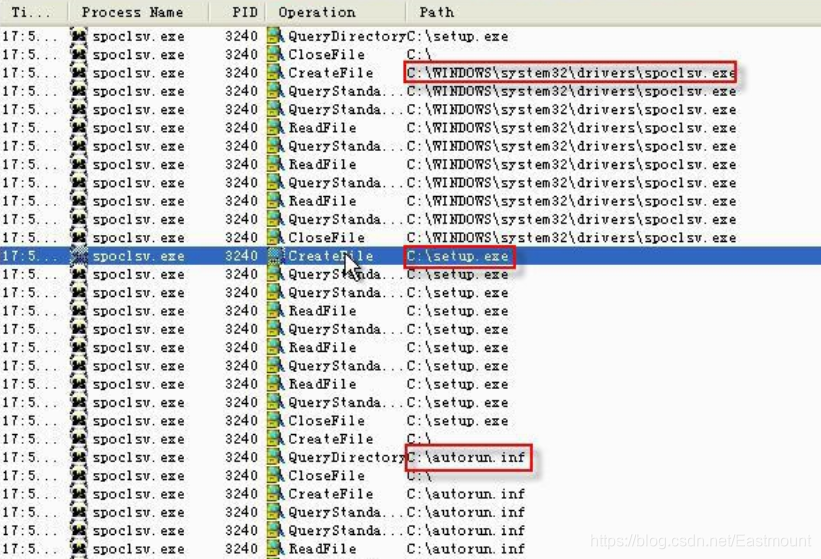 Ti... Process Name PID Operation Path
17:5... spoclsv.exe 3240 QueryDirectory C:\setup.exe
17:5... spoclsv.exe 3240 CloseFile C:\
17:5... spoclsv.exe 3240 CreateFile C:\WINDOWS\system32\drivers\spoclsv.exe
17:5... spoclsv.exe 3240 QueryStanda... C:\WINDOWS\system32\drivers\spoclsv.exe
17:5... spoclsv.exe 3240 QueryStanda... C:\WINDOWS\system32\drivers\spoclsv.exe
17:5... spoclsv.exe 3240 ReadFile C:\WINDOWS\system32\drivers\spoclsv.exe
17:5... spoclsv.exe 3240 QueryStanda... C:\WINDOWS\system32\drivers\spoclsv.exe
17:5... spoclsv.exe 3240 ReadFile C:\WINDOWS\system32\drivers\spoclsv.exe
17:5... spoclsv.exe 3240 QueryStanda... C:\WINDOWS\system32\drivers\spoclsv.exe
17:5... spoclsv.exe 3240 ReadFile C:\WINDOWS\system32\drivers\spoclsv.exe
17:5... spoclsv.exe 3240 QueryStanda... C:\WINDOWS\system32\drivers\spoclsv.exe
17:5... spoclsv.exe 3240 CloseFile C:\WINDOWS\system32\drivers\spoclsv.exe
17:5... spoclsv.exe 3240 CreateFile C:\setup.exe
17:5... spoclsv.exe 3240 QueryStanda... C:\setup.exe
17:5... spoclsv.exe 3240 QueryStanda... C:\setup.exe
17:5... spoclsv.exe 3240 ReadFile C:\setup.exe
17:5... spoclsv.exe 3240 QueryStanda... C:\setup.exe
17:5... spoclsv.exe 3240 ReadFile C:\setup.exe
17:5... spoclsv.exe 3240 QueryStanda... C:\setup.exe
17:5... spoclsv.exe 3240 ReadFile C:\setup.exe
17:5... spoclsv.exe 3240 QueryStanda... C:\setup.exe
17:5... spoclsv.exe 3240 CloseFile C:\setup.exe
17:5... spoclsv.exe 3240 CreateFile C:\
17:5... spoclsv.exe 3240 QueryDirectory C:\autorun.inf
17:5... spoclsv.exe 3240 CloseFile C:\
17:5... spoclsv.exe 3240 CreateFile C:\autorun.inf
17:5... spoclsv.exe 3240 QueryStanda... C:\autorun.inf
17:5... spoclsv.exe 3240 QueryStanda... C:\autorun.inf
17:5... spoclsv.exe 3240 ReadFile C:\autorun.inf
https://blog.csdn.net/Eastmount